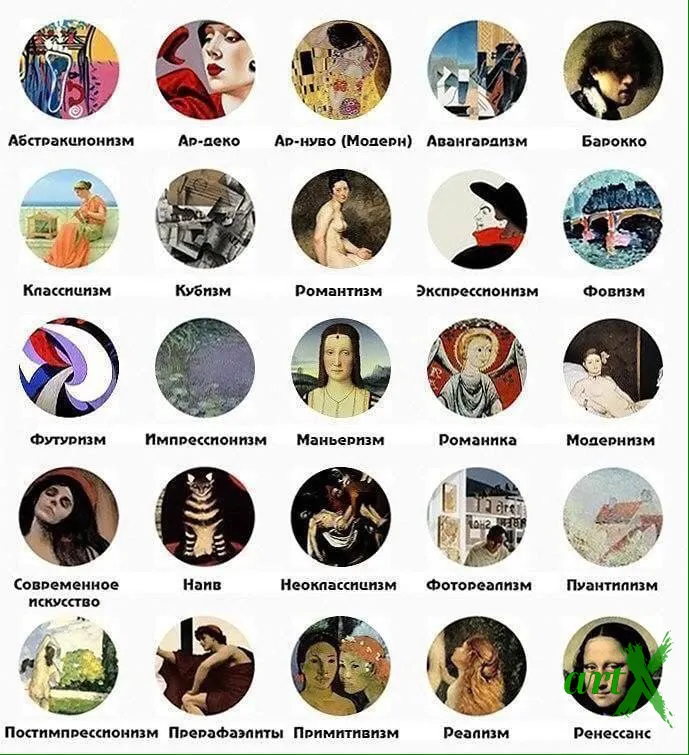 Абстракционизм
Ар-деко
Ар-нуво (Модерн)
Авангардизм
Барокко
Классицизм
Кубизм
Романтизм
Экспрессионизм
Фовизм
Футуризм
Импрессионизм
Маньеризм
Романика
Модернизм
Современное
искусство
Наив
Неоклассицизм
Фотореализм
Пуантилизм
Постимпрессионизм
Прерафаэлиты
Примитивизм
Реализм
Ренессанс
artX